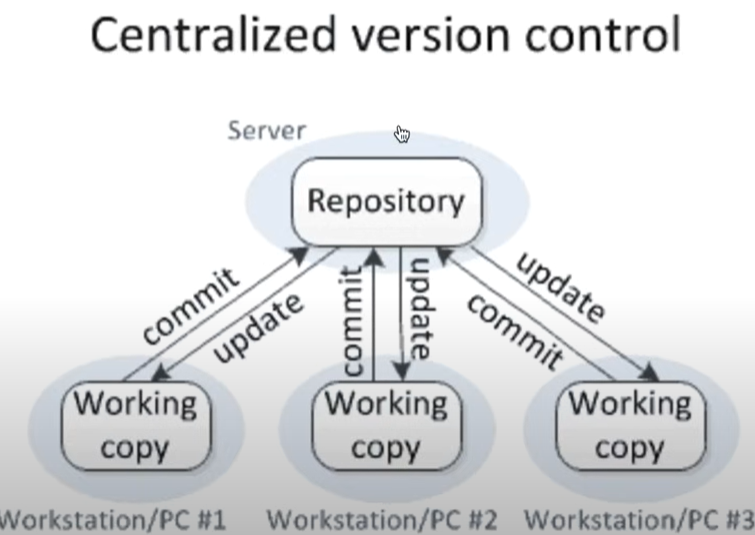 Centralized version control
Server
Repository
commit
update
commit
update
commit
update
Working
copy
Working
copy
Working
copy
Workstation/PC #1
Workstation/PC #2
Workstation/PC #3